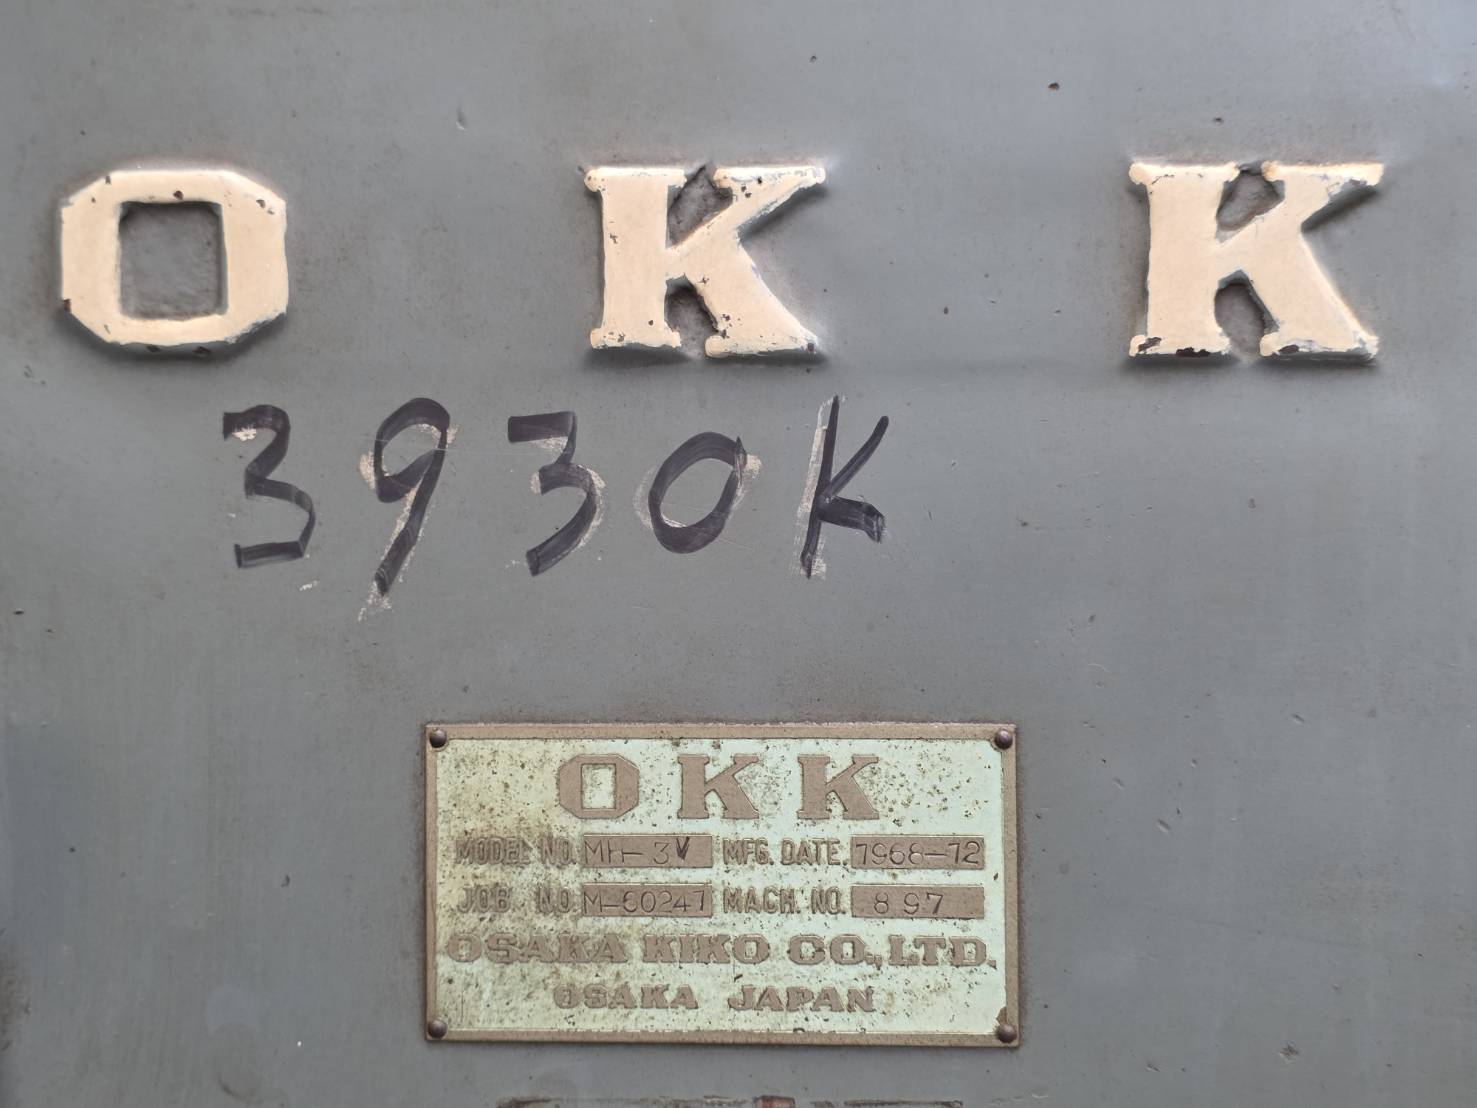 OKK
3930K
OKK
MODEL NO. MH-3V MFG. DATE. 1968-12
JOB. NO. M-60247 MACH. NO. 897
OSAKA KIKO CO., LTD.
OSAKA JAPAN